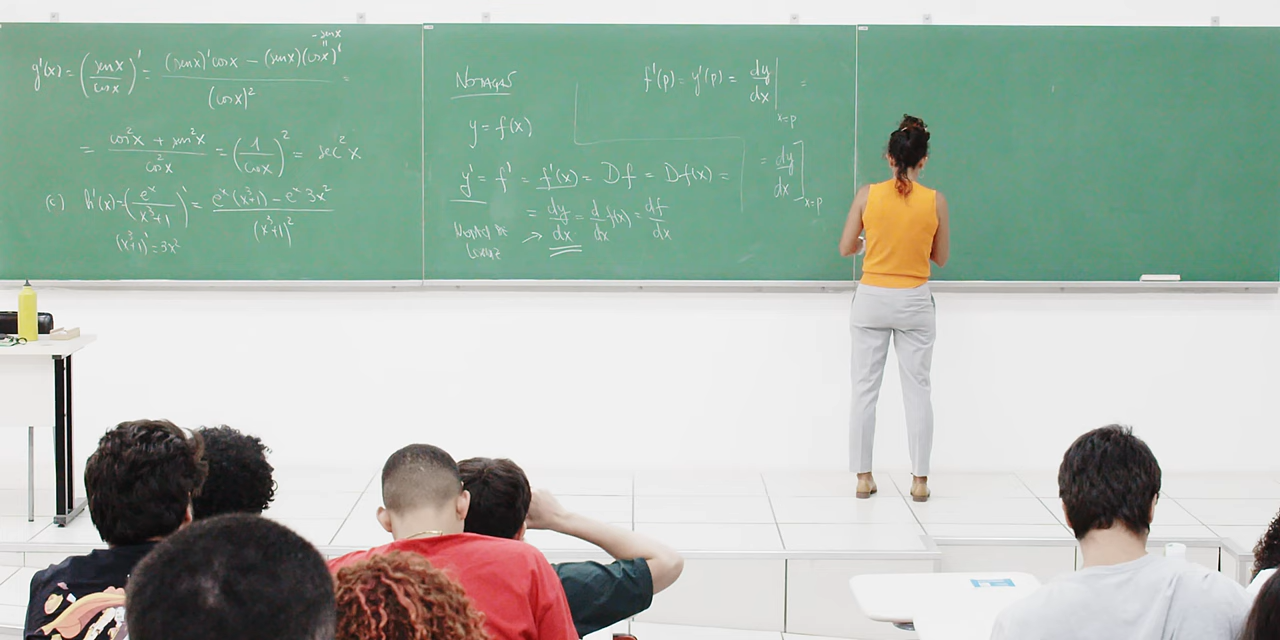 -senx
g'(x) = (senx/cosx)' = ((senx)'cosx - (senx)(cosx)')/(cosx)² =
= (cos²x + sen²x)/cos²x = (1/cosx)² = sec²x
(c) h'(x) = (eˣ/(x³+1))' = (eˣ(x³+1) - eˣ3x²)/(x³+1)²
(x³+1)' = 3x²
y = f(x)
y' = f' = f'(x) = Df = Df(x) =
= dy/dx = d/dx f(x) = df/dx
f'(p) = y'(p) = dy/dx |x=p =
= dy/dx ]x=p